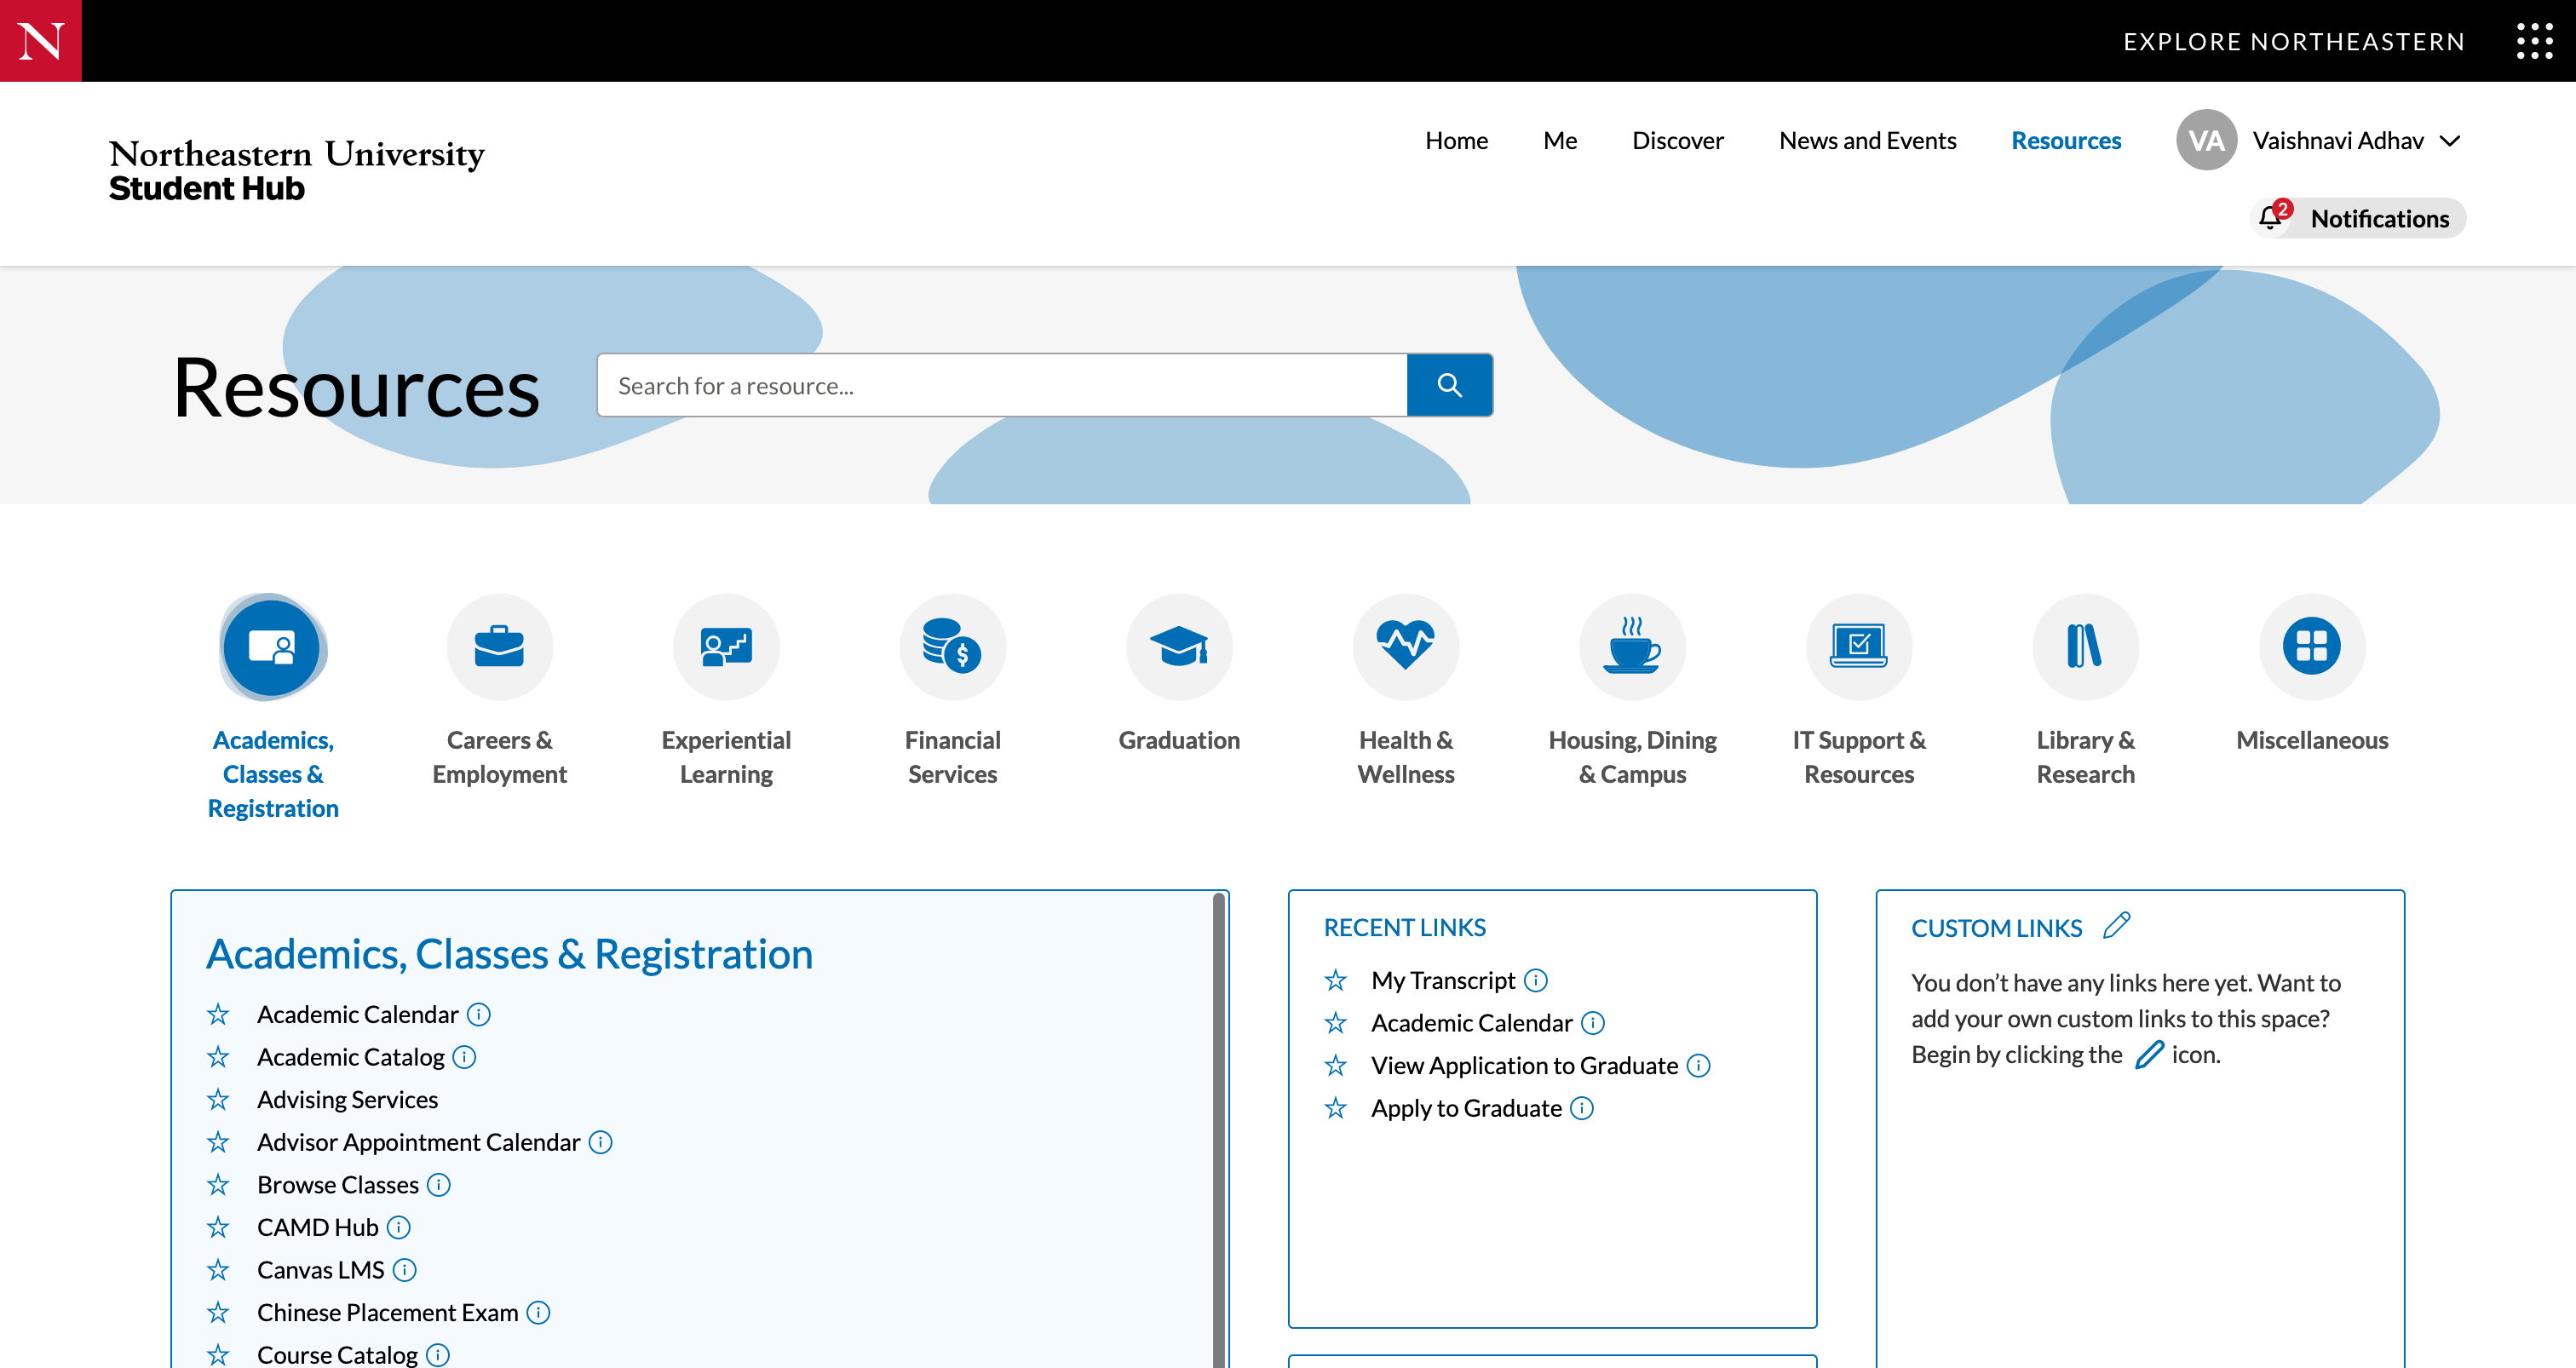 N
EXPLORE NORTHEASTERN
Northeastern University
Student Hub
Home
Me
Discover
News and Events
Resources
VA
Vaishnavi Adhav
2
Notifications
Resources
Search for a resource...
Academics,
Classes &
Registration
Careers &
Employment
Experiential
Learning
Financial
Services
Graduation
Health &
Wellness
Housing, Dining
& Campus
IT Support &
Resources
Library &
Research
Miscellaneous
Academics, Classes & Registration
Academic Calendar
Academic Catalog
Advising Services
Advisor Appointment Calendar
Browse Classes
CAMD Hub
Canvas LMS
Chinese Placement Exam
Course Catalog
RECENT LINKS
My Transcript
Academic Calendar
View Application to Graduate
Apply to Graduate
CUSTOM LINKS
You don’t have any links here yet. Want to
add your own custom links to this space?
Begin by clicking the icon.